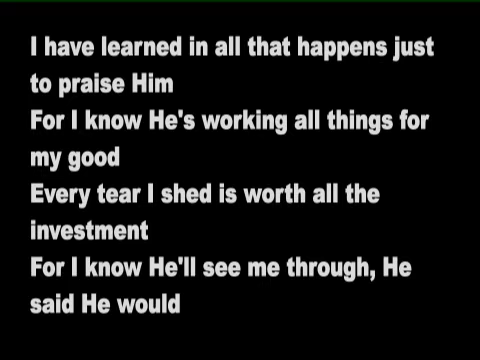 I have learned in all that happens just
to praise Him
For I know He's working all things for
my good
Every tear I shed is worth all the
investment
For I know He'll see me through, He
said He would